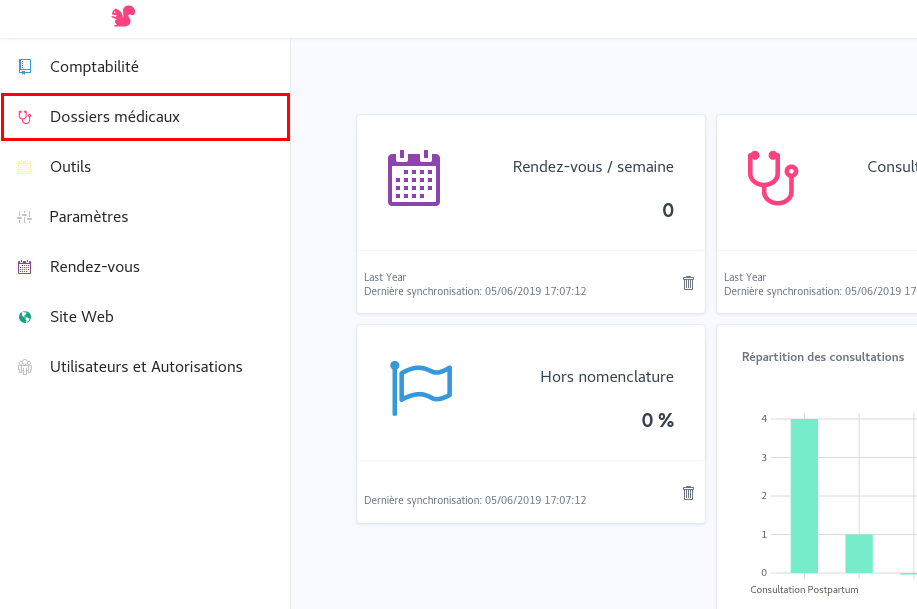 Comptabilité
Dossiers médicaux
Outils
Paramètres
Rendez-vous
Site Web
Utilisateurs et Autorisations
Rendez-vous / semaine
0
Last Year
Dernière synchronisation: 05/06/2019 17:07:12
Consult
Last Year
Dernière synchronisation: 05/06/2019 17
Hors nomenclature
0 %
Dernière synchronisation: 05/06/2019 17:07:12
Répartition des consultations
4
3
2
1
0
Consultation Postpartum